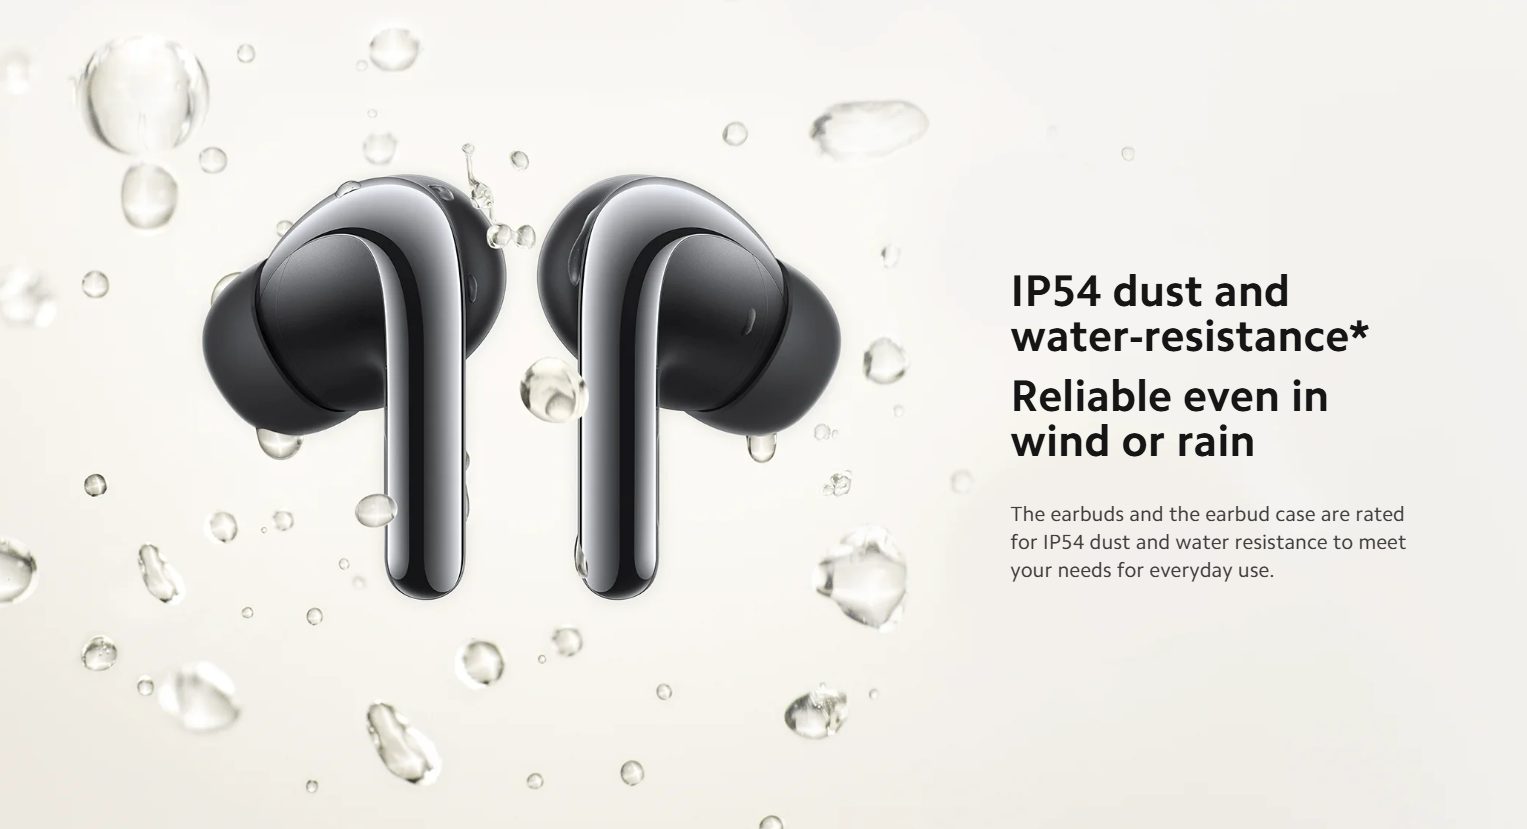 IP54 dust and
water-resistance*
Reliable even in
wind or rain
The earbuds and the earbud case are rated
for IP54 dust and water resistance to meet
your needs for everyday use.